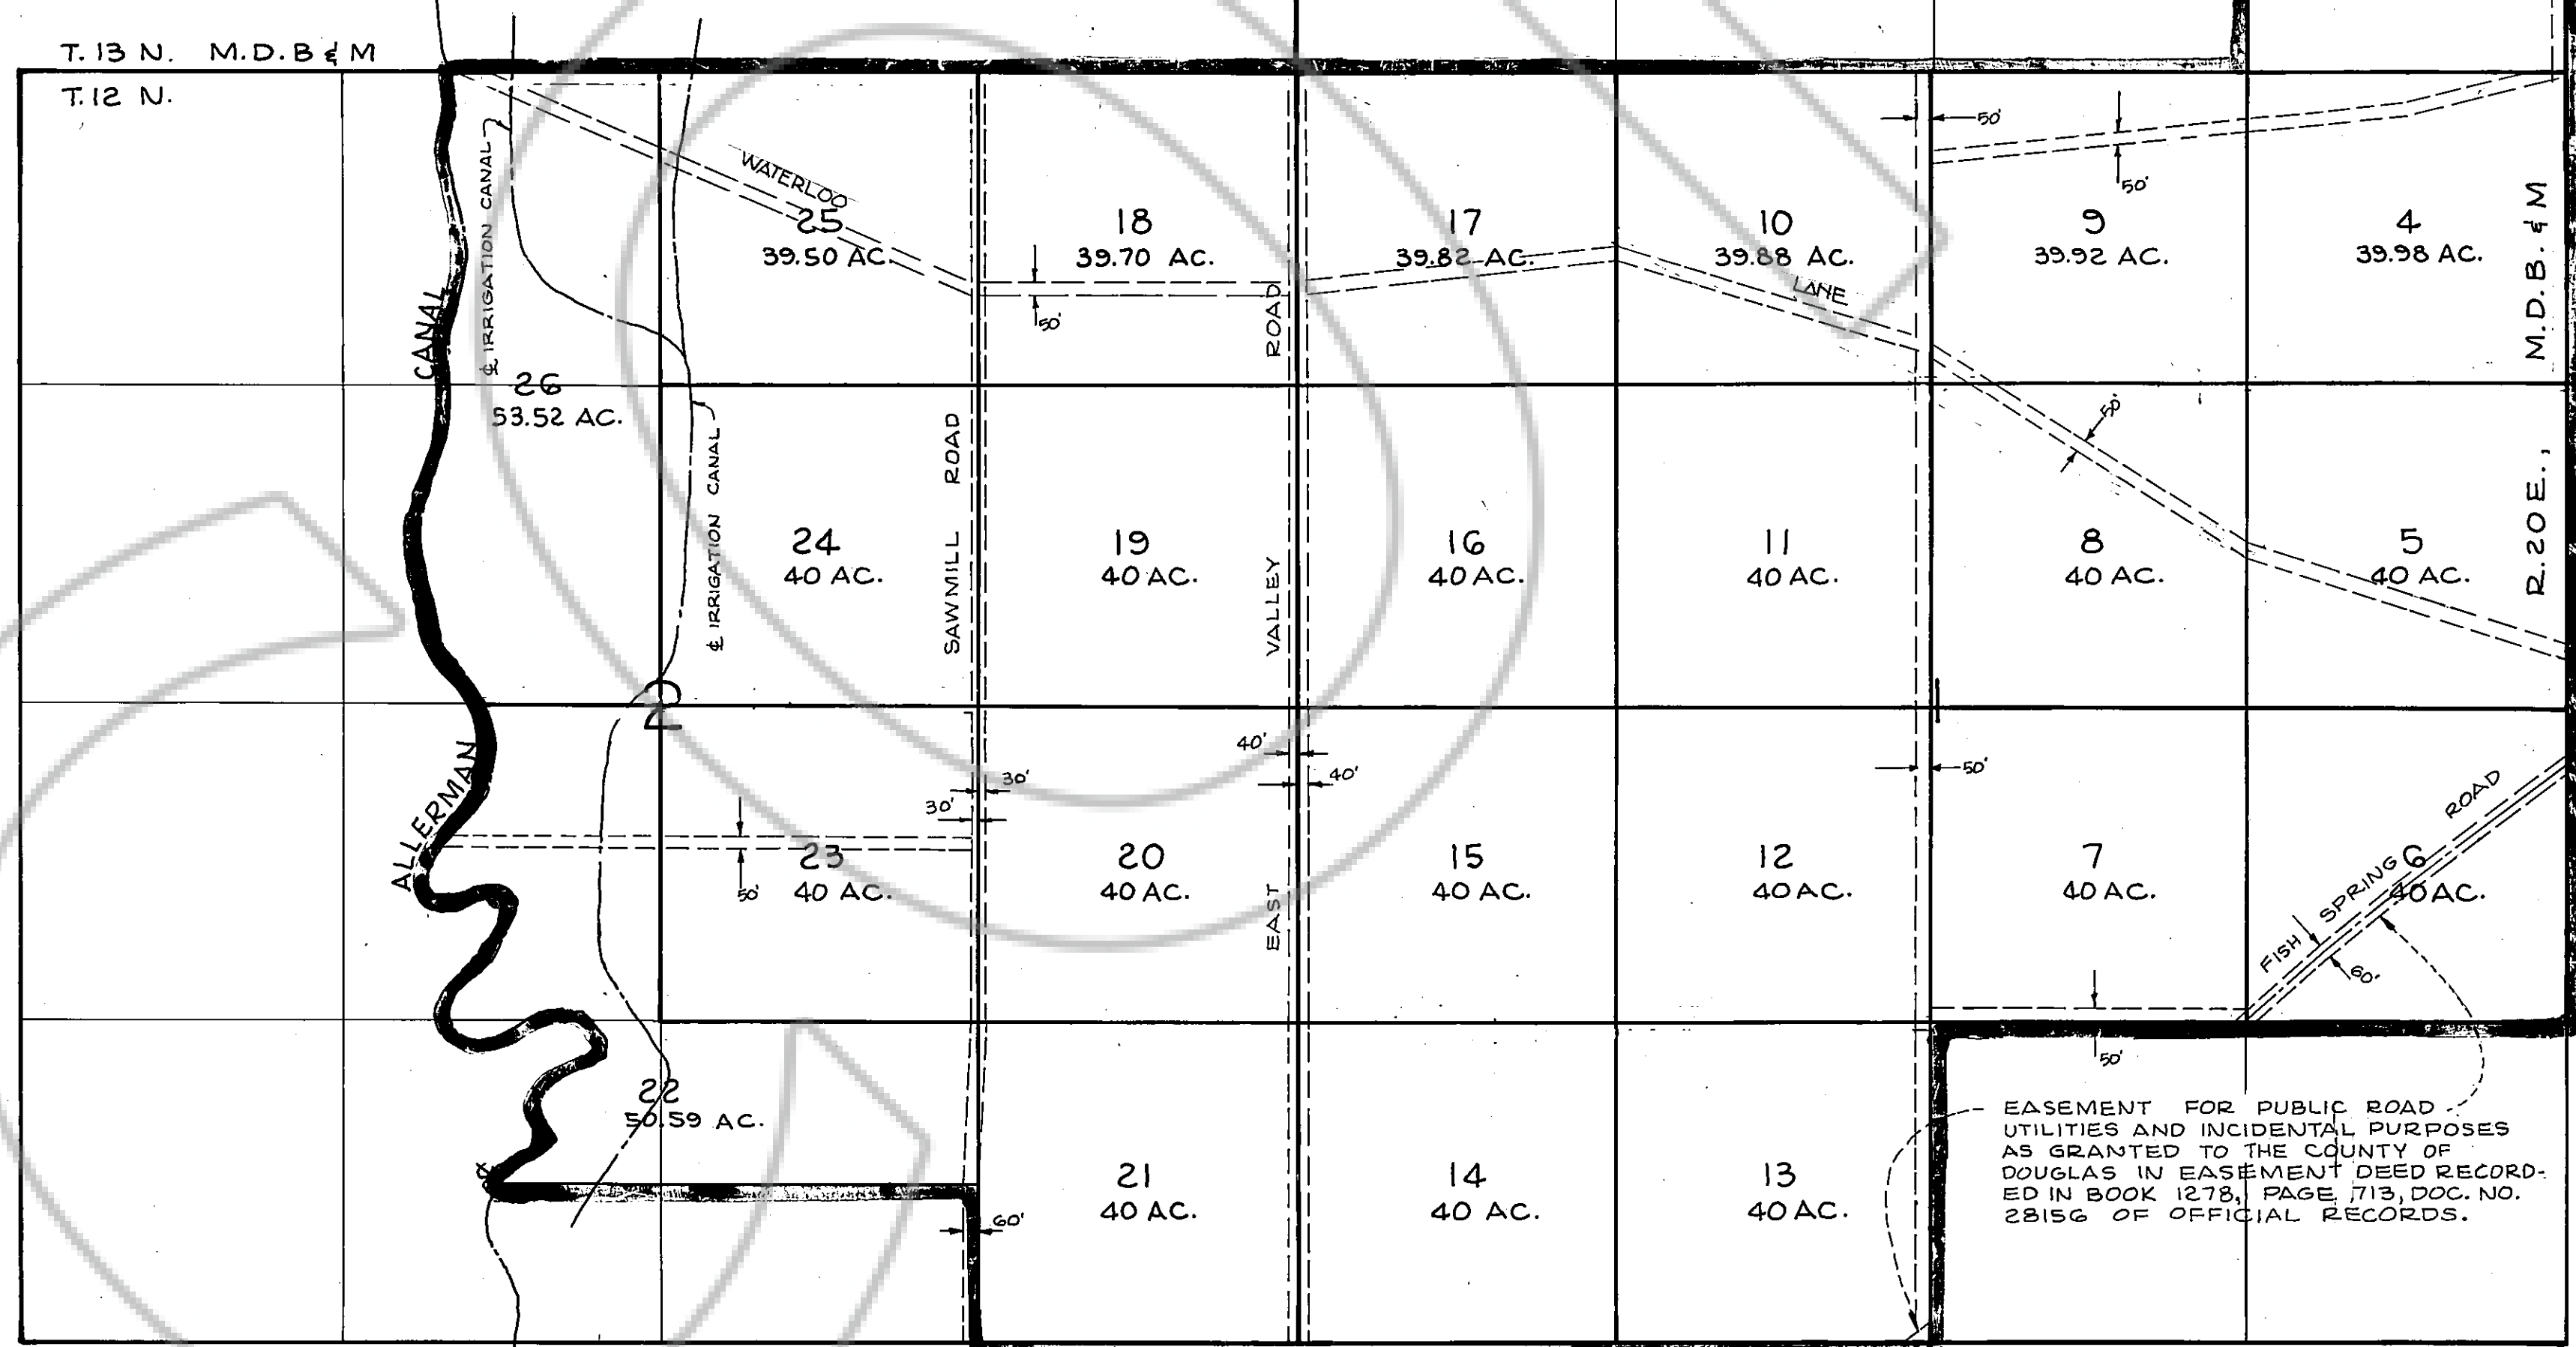 T. 13 N. M.D.B & M
T. 12 N.
℄ IRRIGATION CANAL
WATERLOO
25
39.50 AC.
18
39.70 AC.
50'
ROAD
17
39.82 AC.
10
39.88 AC.
LANE
50'
50'
9
39.92 AC.
4
39.98 AC.
M.D.B. & M
R. 20 E.,
CANAL
26
53.52 AC.
℄ IRRIGATION CANAL
24
40 AC.
SAWMILL ROAD
19
40 AC.
VALLEY
16
40 AC.
11
40 AC.
50'
8
40 AC.
5
40 AC.
2
1
ALLERMAN
50'
23
40 AC.
30'
30'
20
40 AC.
40'
40'
EAST
15
40 AC.
12
40 AC.
50'
7
40 AC.
50'
FISH SPRING ROAD
6
40 AC.
60'
22
50.59 AC.
℄
60'
21
40 AC.
14
40 AC.
13
40 AC.
EASEMENT FOR PUBLIC ROAD
UTILITIES AND INCIDENTAL PURPOSES
AS GRANTED TO THE COUNTY OF
DOUGLAS IN EASEMENT DEED RECORD-
ED IN BOOK 1278, PAGE 1713, DOC. NO.
28156 OF OFFICIAL RECORDS.